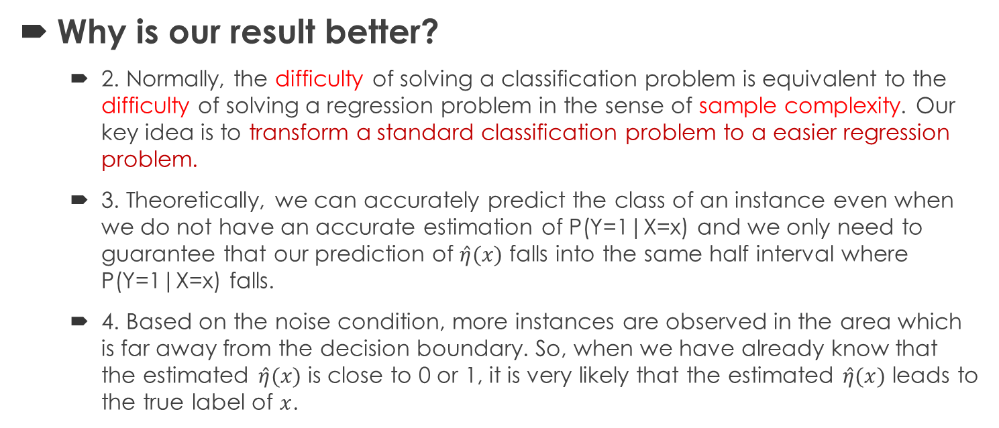 Why is our result better?
2. Normally, the difficulty of solving a classification problem is equivalent to the
difficulty of solving a regression problem in the sense of sample complexity. Our
key idea is to transform a standard classification problem to a easier regression
problem.
3. Theoretically, we can accurately predict the class of an instance even when
we do not have an accurate estimation of P(Y=1|X=x) and we only need to
guarantee that our prediction of η̂(x) falls into the same half interval where
P(Y=1|X=x) falls.
4. Based on the noise condition, more instances are observed in the area which
is far away from the decision boundary. So, when we have already know that
the estimated η̂(x) is close to 0 or 1, it is very likely that the estimated η̂(x) leads to
the true label of x.